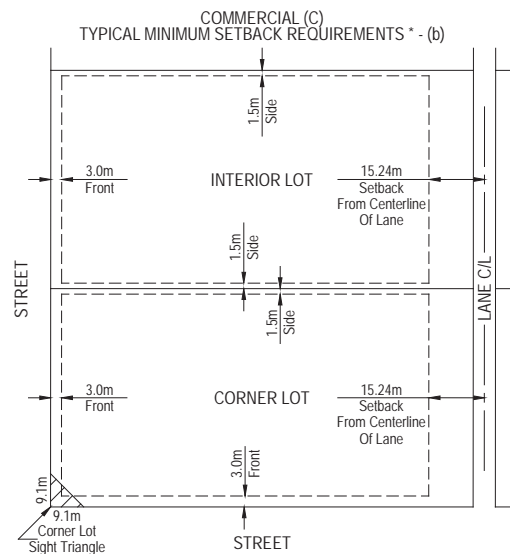 COMMERCIAL (C)
TYPICAL MINIMUM SETBACK REQUIREMENTS * - (b)
1.5m
Side
3.0m
Front
INTERIOR LOT
15.24m
Setback
From Centerline
Of Lane
STREET
LANE C/L
1.5m
Side
1.5m
Side
3.0m
Front
CORNER LOT
15.24m
Setback
From Centerline
Of Lane
3.0m
Front
9.1m
9.1m
Corner Lot
Sight Triangle
STREET